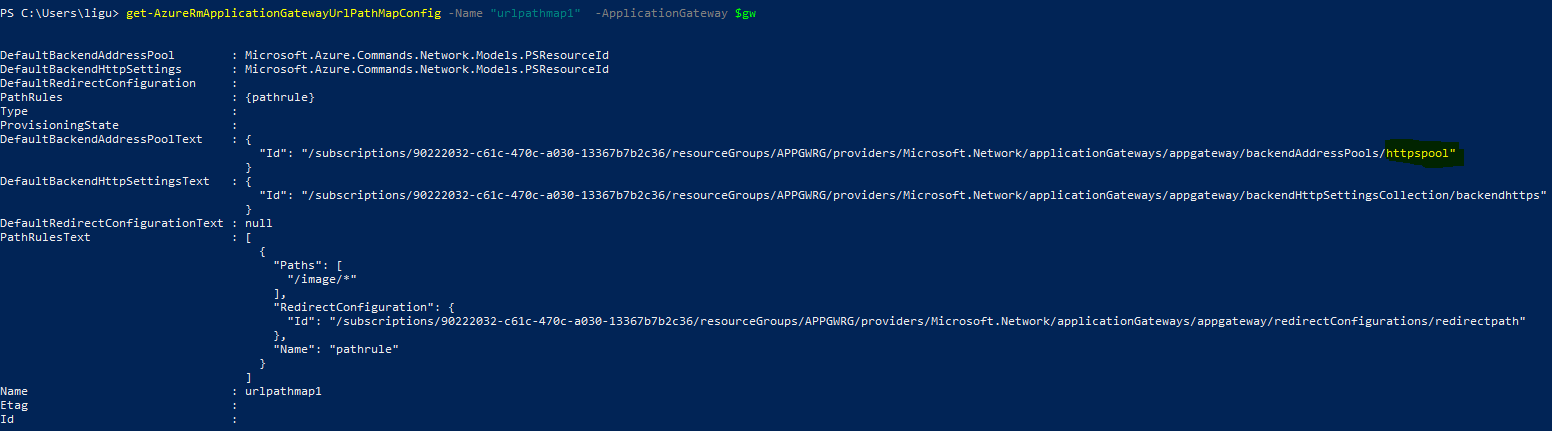 PS C:\Users\ligu> get-AzureRmApplicationGatewayUrlPathMapConfig -Name "urlpathmap1"  -ApplicationGateway $gw
DefaultBackendAddressPool        : Microsoft.Azure.Commands.Network.Models.PSResourceId
DefaultBackendHttpSettings       : Microsoft.Azure.Commands.Network.Models.PSResourceId
DefaultRedirectConfiguration     :
PathRules                        : {pathrule}
Type                             :
ProvisioningState                :
DefaultBackendAddressPoolText    : {
                                     "Id": "/subscriptions/90222032-c61c-470c-a030-13367b7b2c36/resourceGroups/APPGWRG/providers/Microsoft.Network/applicationGateways/appgateway/backendAddressPools/httpspool"
                                   }
DefaultBackendHttpSettingsText   : {
                                     "Id": "/subscriptions/90222032-c61c-470c-a030-13367b7b2c36/resourceGroups/APPGWRG/providers/Microsoft.Network/applicationGateways/appgateway/backendHttpSettingsCollection/backendhttps"
                                   }
DefaultRedirectConfigurationText : null
PathRulesText                    : [
                                     {
                                       "Paths": [
                                         "/image/*"
                                       ],
                                       "RedirectConfiguration": {
                                         "Id": "/subscriptions/90222032-c61c-470c-a030-13367b7b2c36/resourceGroups/APPGWRG/providers/Microsoft.Network/applicationGateways/appgateway/redirectConfigurations/redirectpath"
                                       },
                                       "Name": "pathrule"
                                     }
                                   ]
Name                             : urlpathmap1
Etag                             :
Id                               :